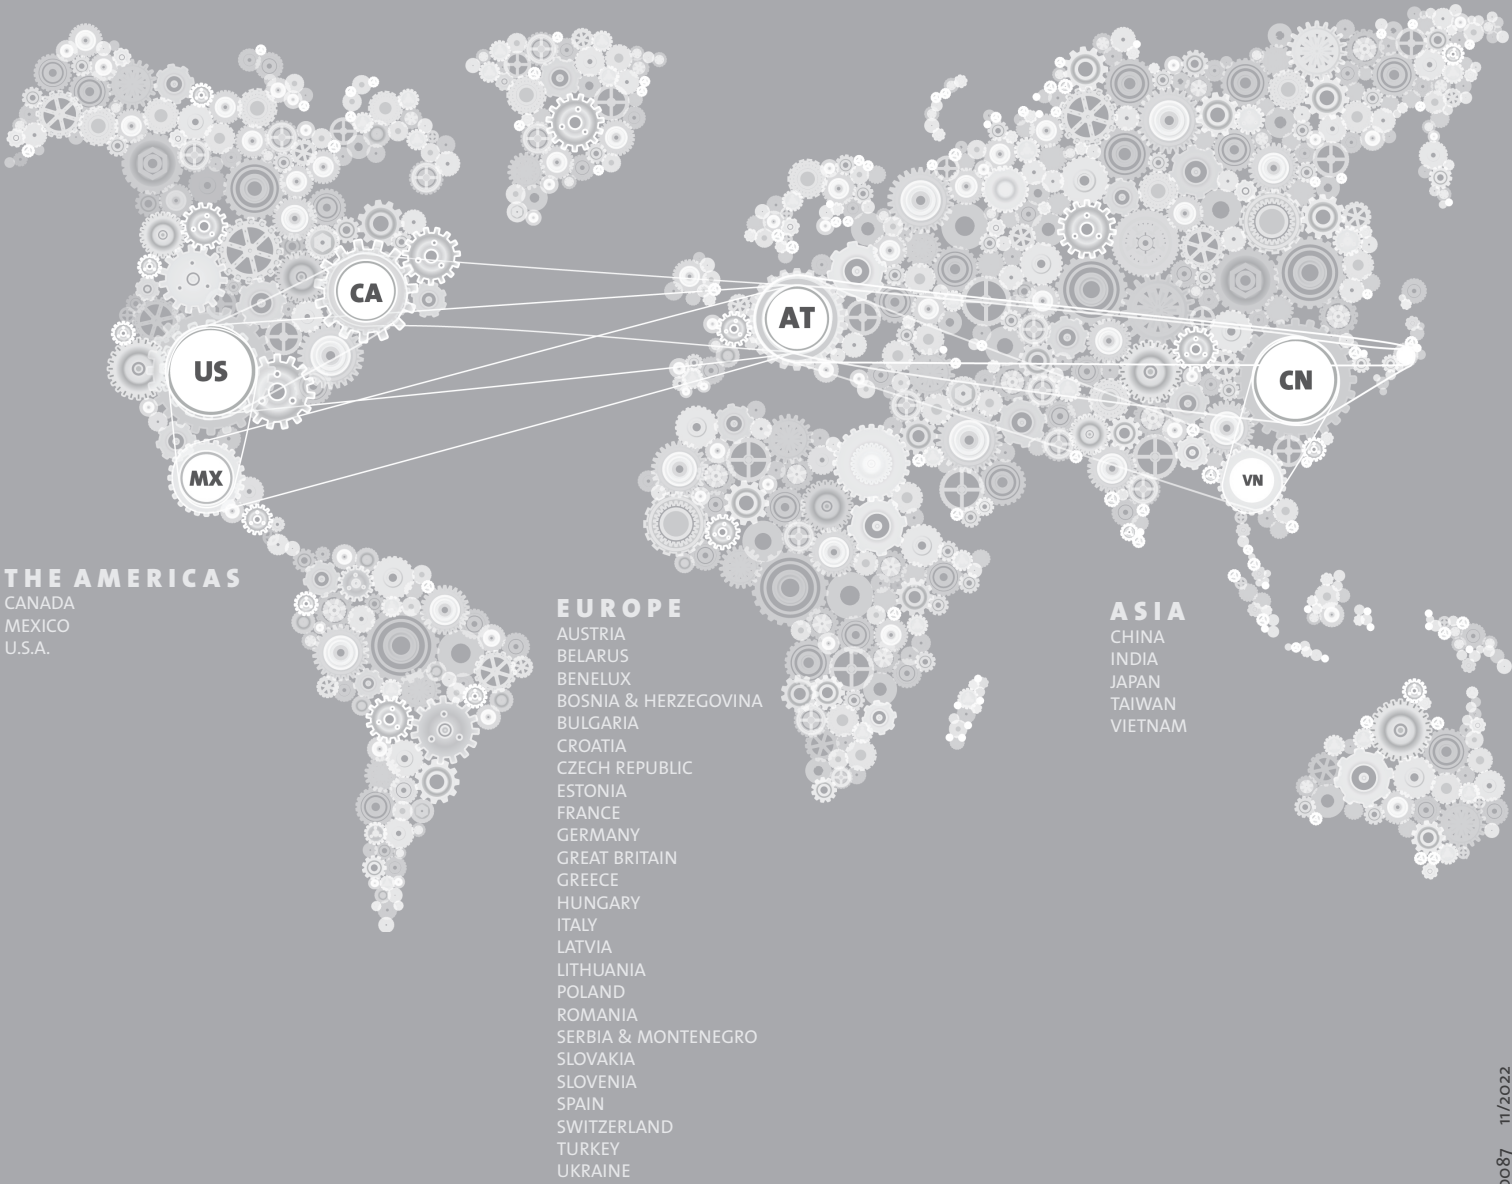 CA
AT
US
CN
MX
VN
THE AMERICAS
CANADA
MEXICO
U.S.A.
EUROPE
AUSTRIA
BELARUS
BENELUX
BOSNIA & HERZEGOVINA
BULGARIA
CROATIA
CZECH REPUBLIC
ESTONIA
FRANCE
GERMANY
GREAT BRITAIN
GREECE
HUNGARY
ITALY
LATVIA
LITHUANIA
POLAND
ROMANIA
SERBIA & MONTENEGRO
SLOVAKIA
SLOVENIA
SPAIN
SWITZERLAND
TURKEY
UKRAINE
ASIA
CHINA
INDIA
JAPAN
TAIWAN
VIETNAM
0087 11/2022